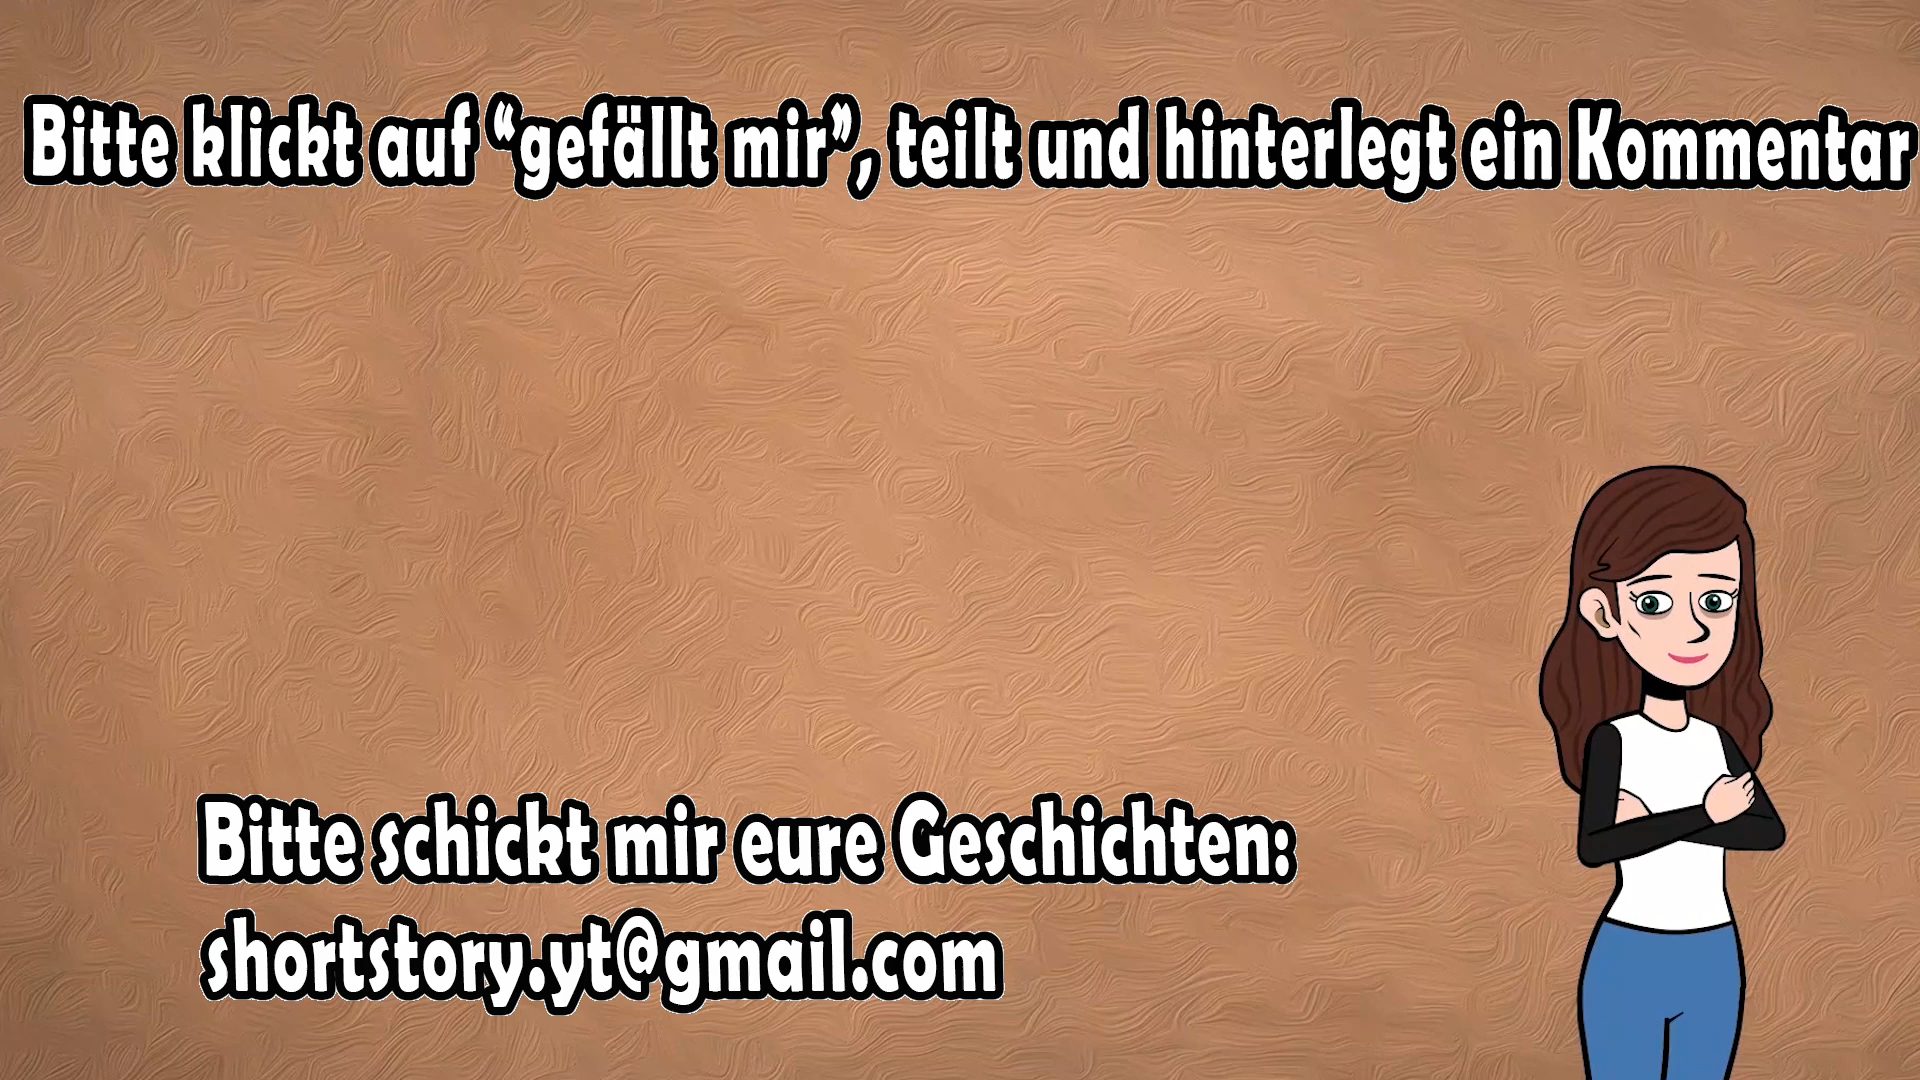 Bitte klickt auf “gefällt mir”, teilt und hinterlegt ein Kommentar
Bitte schickt mir eure Geschichten:
shortstory.yt@gmail.com